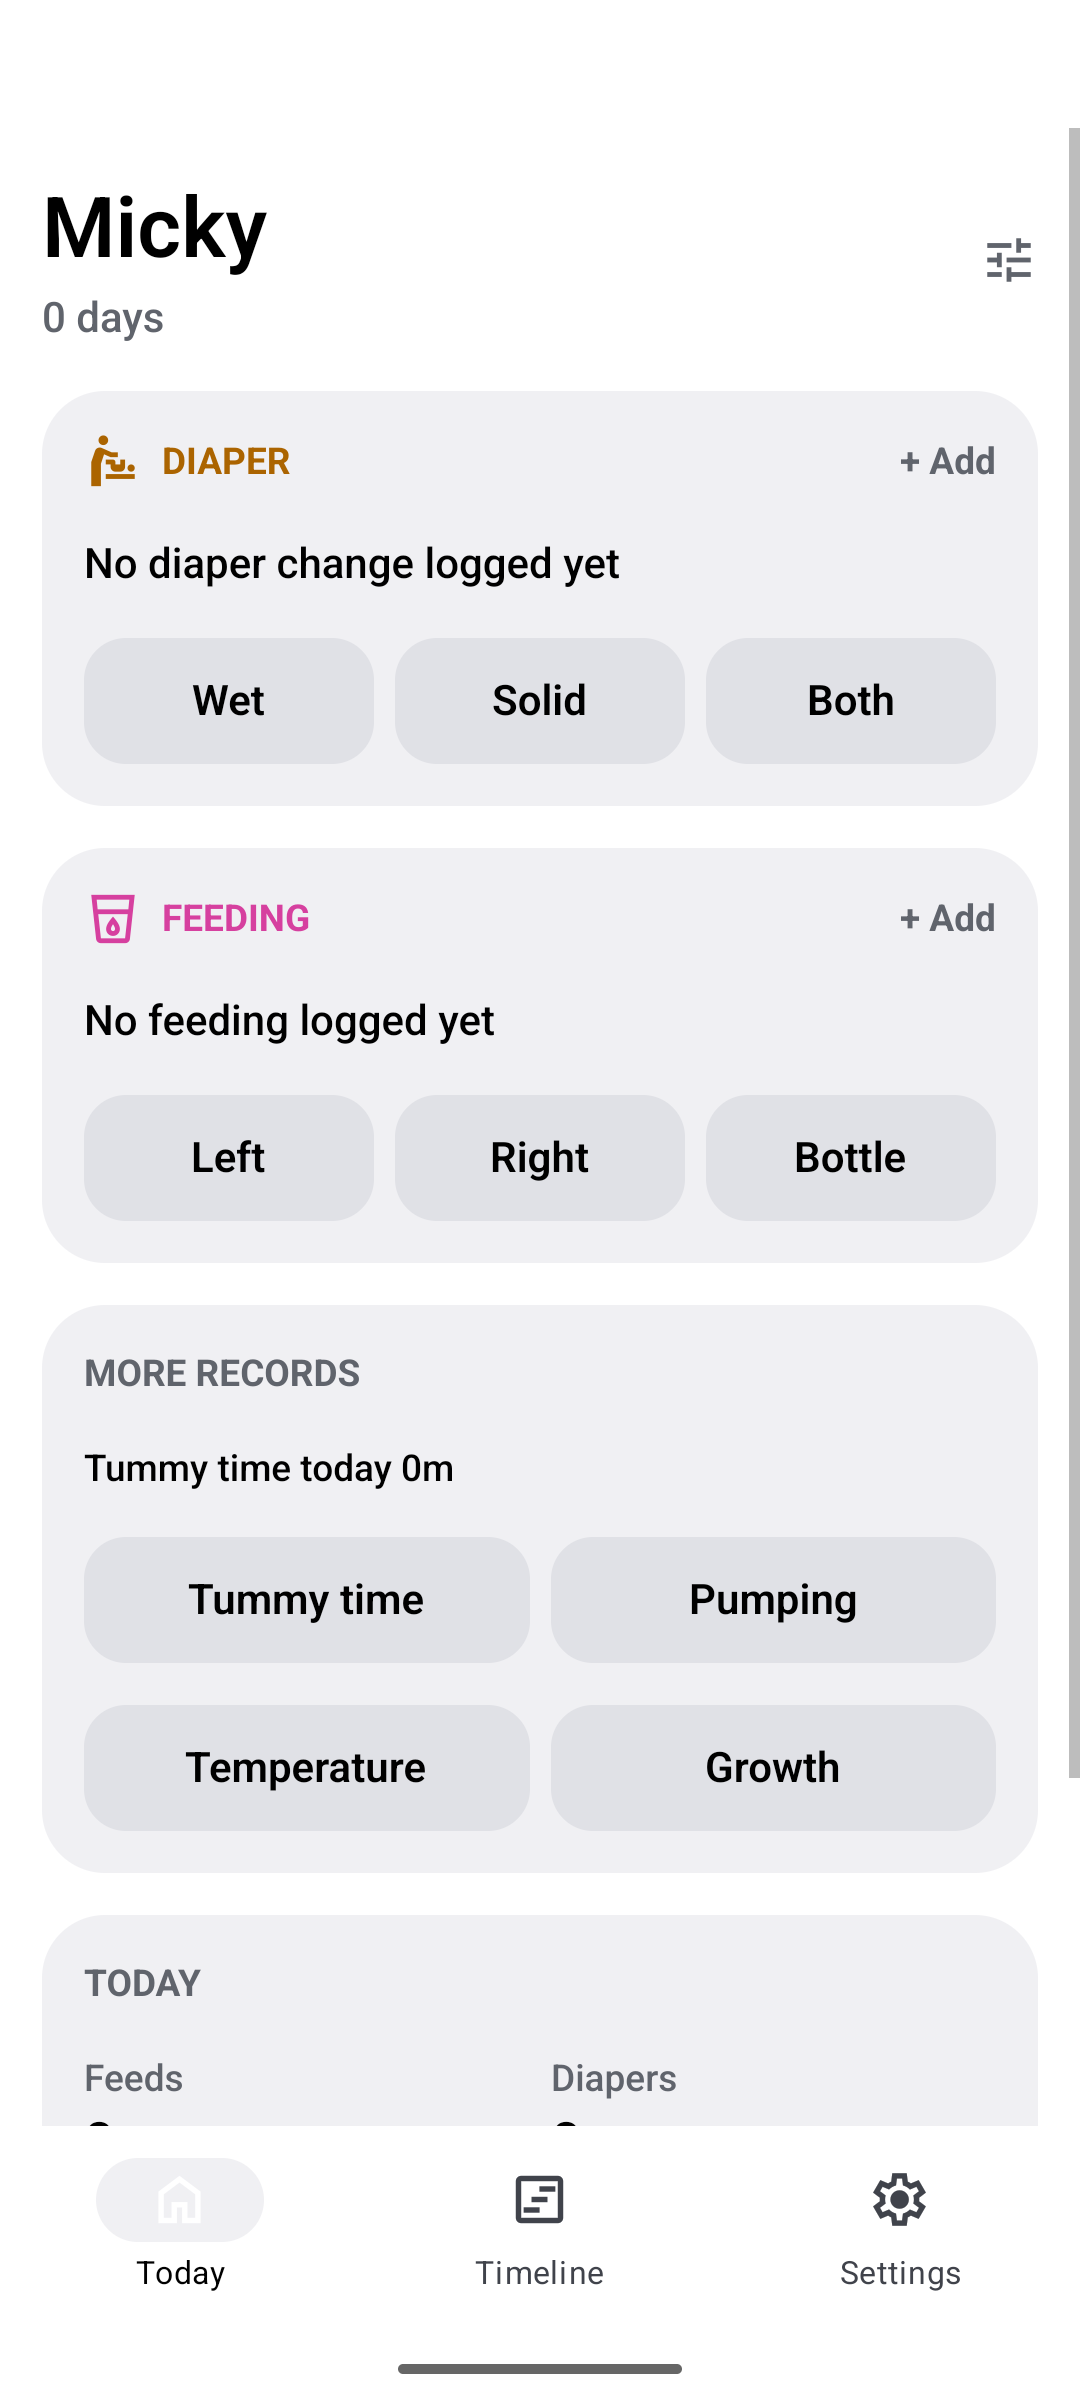 Micky
0 days
DIAPER
+ Add
No diaper change logged yet
Wet
Solid
Both
FEEDING
+ Add
No feeding logged yet
Left
Right
Bottle
MORE RECORDS
Tummy time today 0m
Tummy time
Pumping
Temperature
Growth
TODAY
Feeds
Diapers
Today
Timeline
Settings